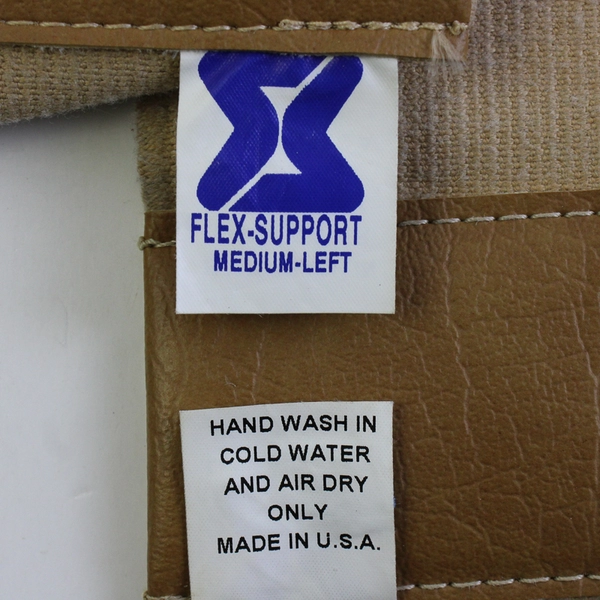 FLEX-SUPPORT
MEDIUM-LEFT
HAND WASH IN
COLD WATER
AND AIR DRY
ONLY
MADE IN U.S.A.